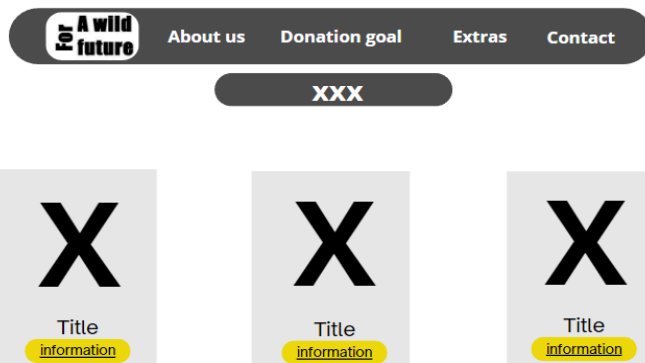 For A wild future
About us Donation goal Extras Contact
xxx
X X X
Title Title Title
information information information